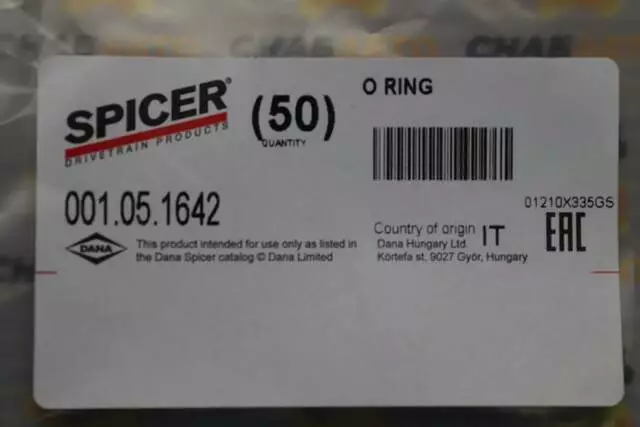 SPICER®
DRIVETRAIN PRODUCTS
(50)
QUANTITY
O RING
001.05.1642
01210X335GS
DANA
This product intended for use only as listed in
the Dana Spicer catalog © Dana Limited
Country of origin IT
Dana Hungary Ltd.
Körtefa st, 9027 Győr, Hungary
EAC